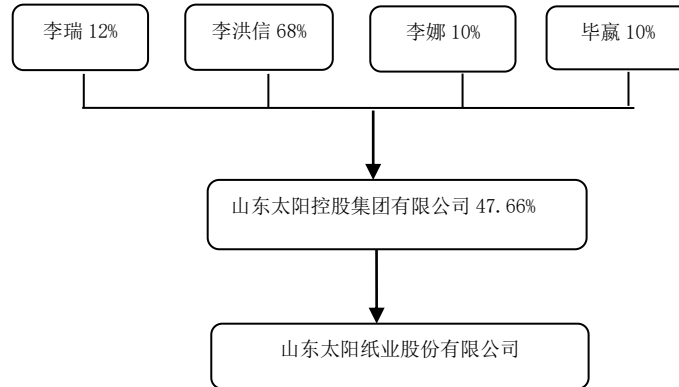 李瑞 12%
李洪信 68%
李娜 10%
毕嬴 10%
山东太阳控股集团有限公司 47.66%
山东太阳纸业股份有限公司